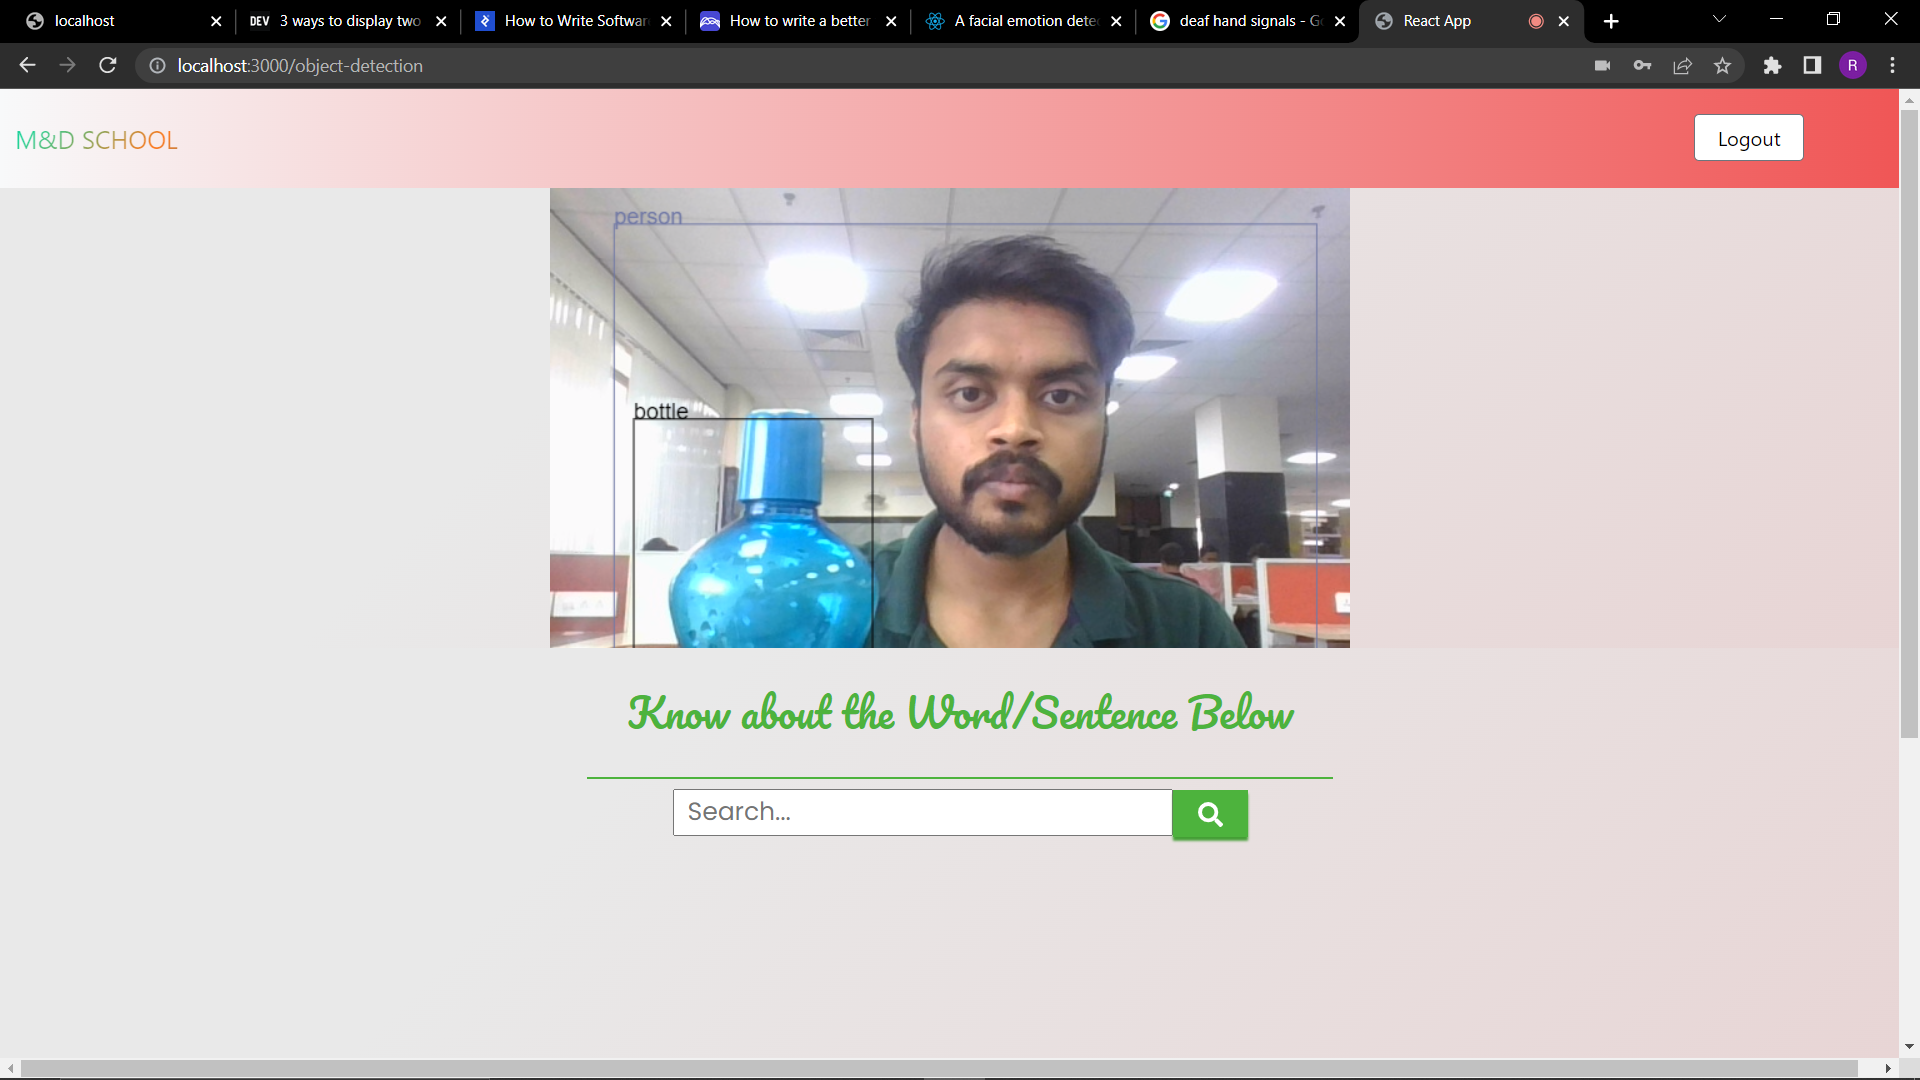 localhost
DEV 3 ways to display two
How to Write Softwar
How to write a better
A facial emotion dete
deaf hand signals - G
React App
localhost:3000/object-detection
R
M&D SCHOOL
Logout
person
bottle
Know about the Word/Sentence Below
Search...